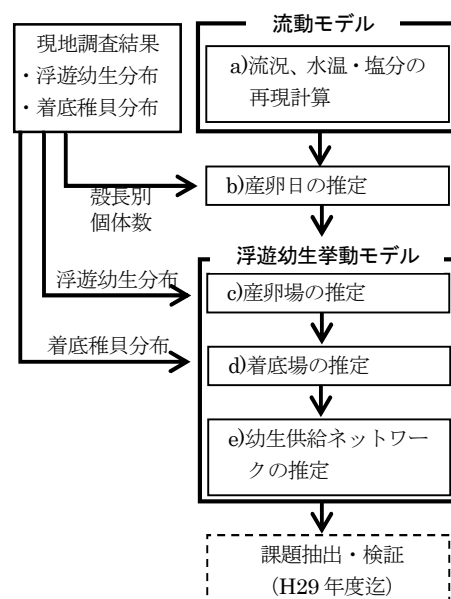 現地調査結果
・浮遊幼生分布
・着底稚貝分布
流動モデル
a)流況、水温・塩分の
再現計算
殻長別
個体数
b)産卵日の推定
浮遊幼生挙動モデル
浮遊幼生分布
c)産卵場の推定
着底稚貝分布
d)着底場の推定
e)幼生供給ネットワー
クの推定
課題抽出・検証
(H29 年度迄)